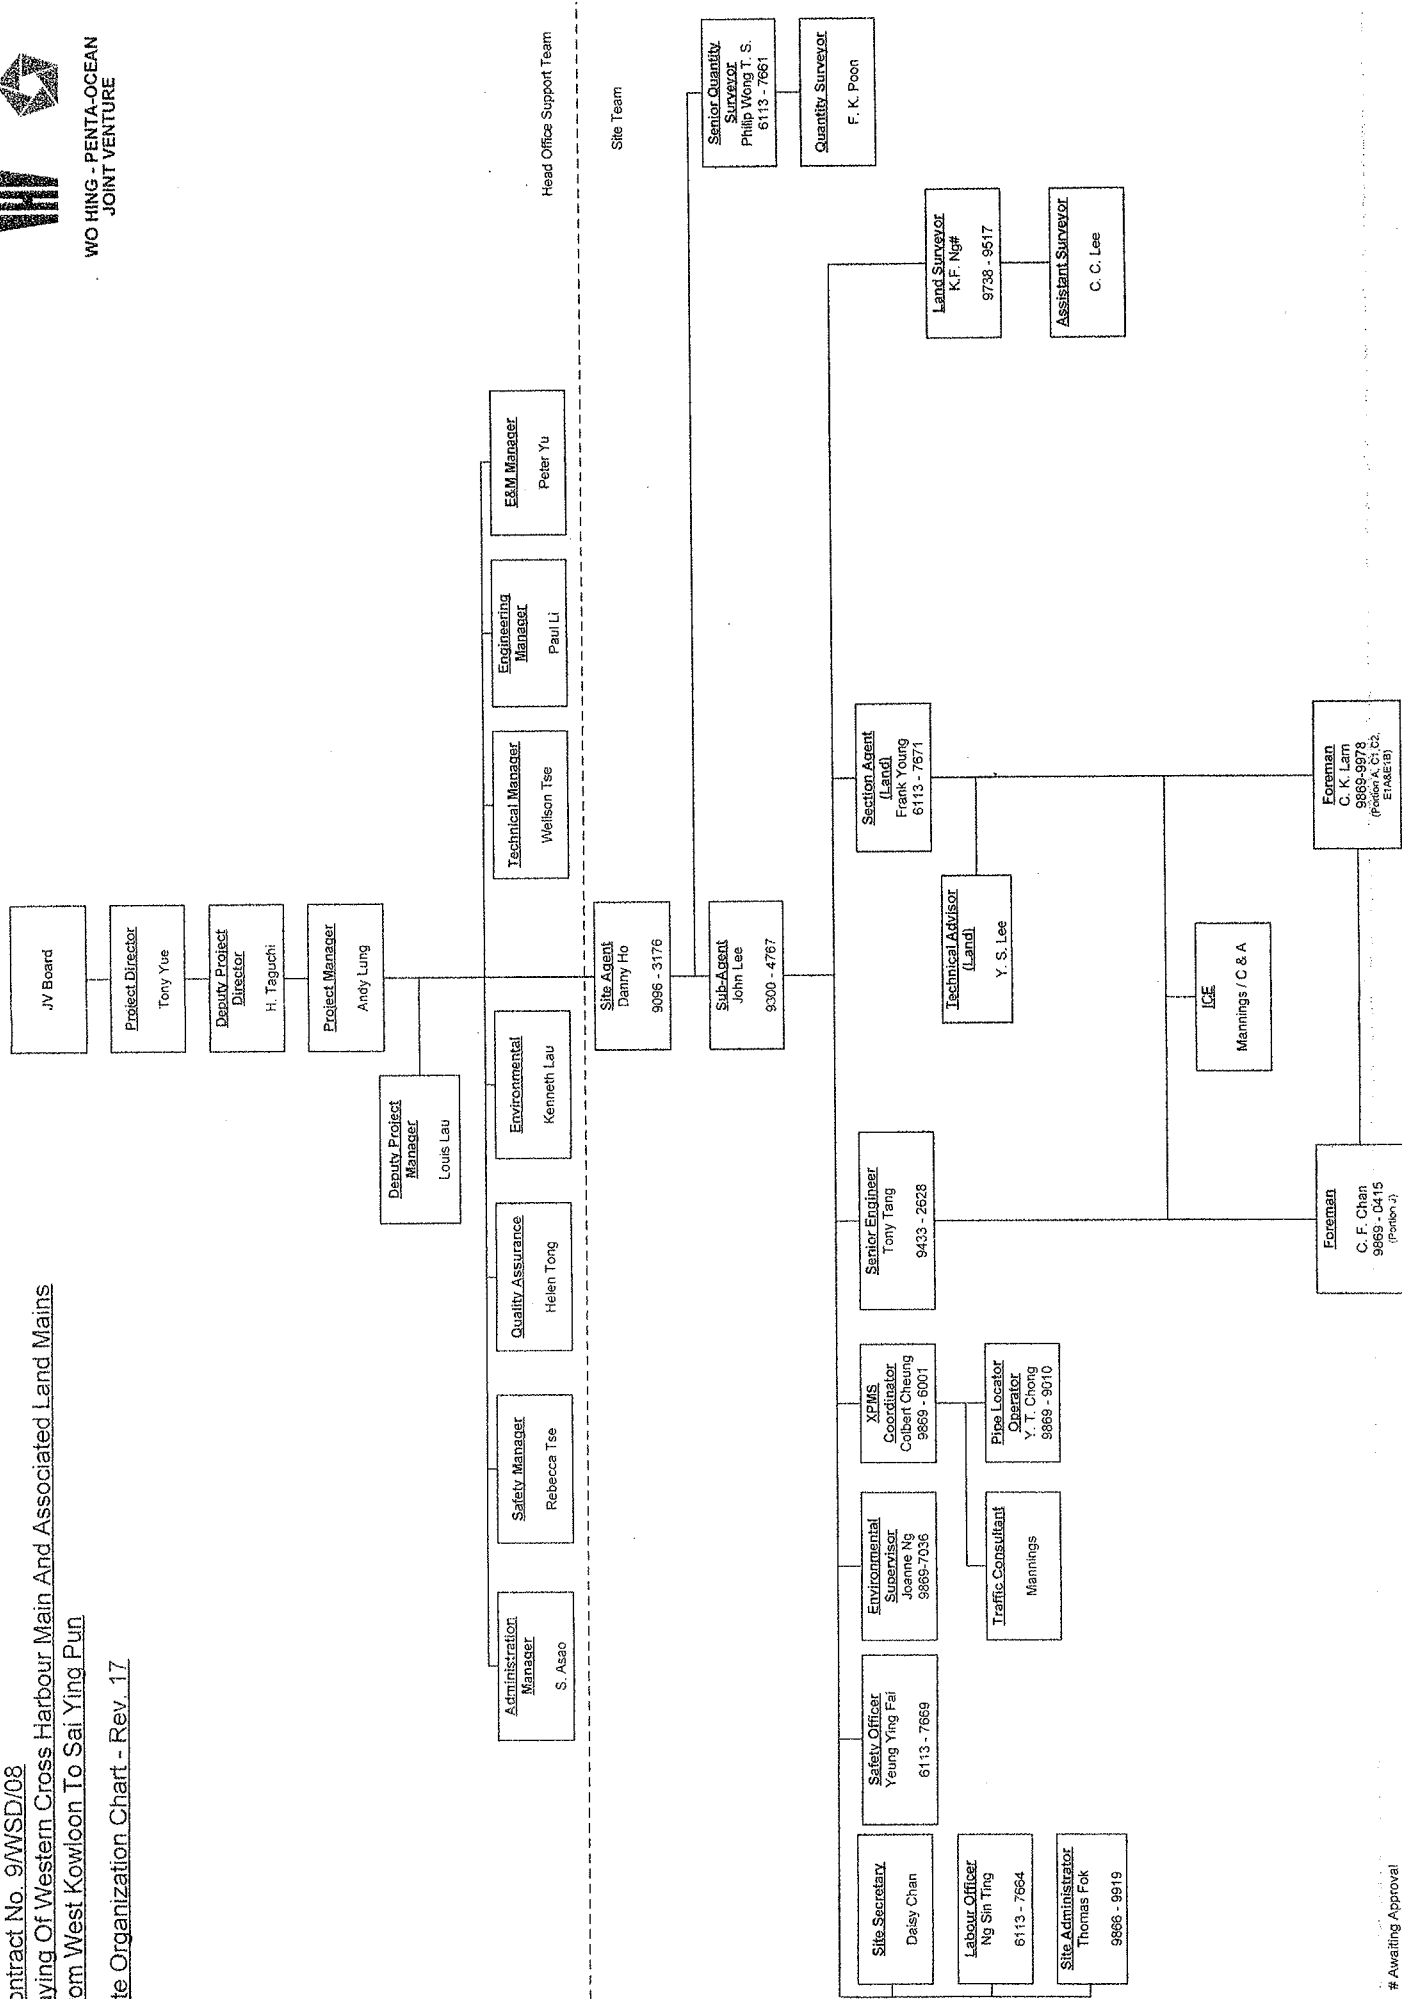 ontract No. 9/WSD/08
aying Of Western Cross Harbour Main And Associated Land Mains
om West Kowloon To Sai Ying Pun
te Organization Chart - Rev. 17
WO HING - PENTA-OCEAN
JOINT VENTURE
JV Board
Project Director
Tony Yue
Deputy Project
Director
H. Taguchi
Project Manager
Andy Lung
Deputy Project
Manager
Louis Lau
Administration
Manager
S. Asao
Safety Manager
Rebecca Tse
Quality Assurance
Helen Tong
Environmental
Kenneth Lau
Technical Manager
Wellson Tse
Engineering
Manager
Paul Li
E&M Manager
Peter Yu
Head Office Support Team
Site Team
Site Agent
Danny Ho
9096 - 3176
Senior Quantity
Surveyor
Philip Wong T. S.
6113 - 7661
Quantity Surveyor
F. K. Poon
Sub-Agent
John Lee
9300 - 4767
Site Secretary
Daisy Chan
Labour Officer
Ng Sin Ting
6113 - 7664
Site Administrator
Thomas Fok
9866 - 9919
Safety Officer
Yeung Ying Fai
6113 - 7669
Environmental
Supervisor
Joanne Ng
9869-7036
XPMS
Coordinator
Colbert Cheung
9869 - 6001
Traffic Consultant
Mannings
Pipe Locator
Operator
Y. T. Chong
9869 - 9010
Senior Engineer
Tony Tang
9433 - 2628
Section Agent
(Land)
Frank Young
6113 - 7671
Technical Advisor
(Land)
Y. S. Lee
Land Surveyor
K.F. Ng#
9738 - 9517
Assistant Surveyor
C. C. Lee
ICE
Mannings / C & A
Foreman
C. F. Chan
9869 - 0415
(Portion J)
Foreman
C. K. Lam
9869-9978
(Portion A, C1,C2,
E1A&E1B)
# Awaiting Approval